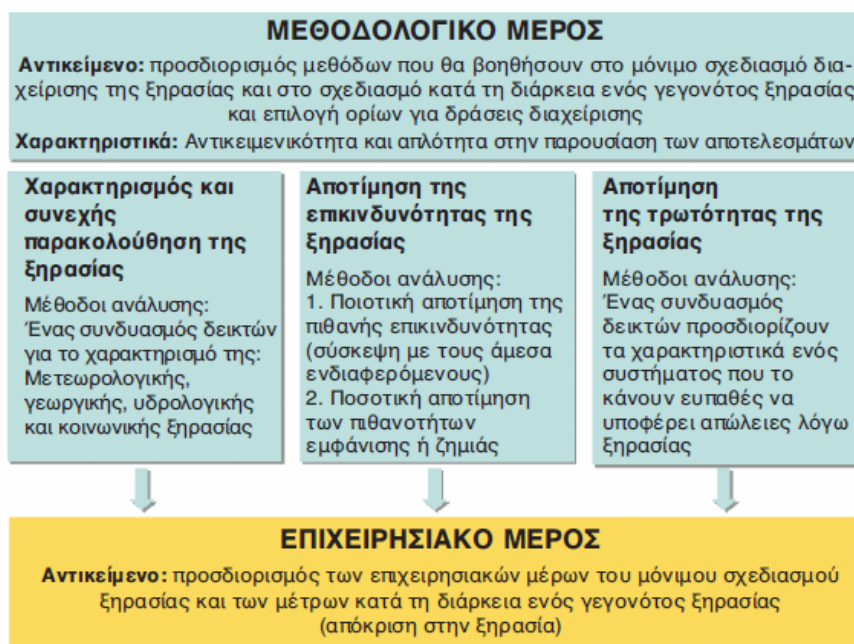 ΜΕΘΟΔΟΛΟΓΙΚΟ ΜΕΡΟΣ
Αντικείμενο: προσδιορισμός μεθόδων που θα βοηθήσουν στο μόνιμο σχεδιασμό δια-
χείρισης της ξηρασίας και στο σχεδιασμό κατά τη διάρκεια ενός γεγονότος ξηρασίας
και επιλογή ορίων για δράσεις διαχείρισης
Χαρακτηριστικά: Αντικειμενικότητα και απλότητα στην παρουσίαση των αποτελεσμάτων
Χαρακτηρισμός και
συνεχής
παρακολούθηση της
ξηρασίας
Μέθοδοι ανάλυσης:
Ένας συνδυασμός δεικτών
για το χαρακτηρισμό της:
Μετεωρολογικής,
γεωργικής, υδρολογικής
και κοινωνικής ξηρασίας
Αποτίμηση της
επικινδυνότητας της
ξηρασίας
Μέθοδοι ανάλυσης:
1. Ποιοτική αποτίμηση της
πιθανής επικινδυνότητας
(σύσκεψη με τους άμεσα
ενδιαφερόμενους)
2. Ποσοτική αποτίμηση
των πιθανοτήτων
εμφάνισης ή ζημιάς
Αποτίμηση
της τρωτότητας της
ξηρασίας
Μέθοδοι ανάλυσης:
Ένας συνδυασμός
δεικτών προσδιορίζουν
τα χαρακτηριστικά ενός
συστήματος που το
κάνουν ευπαθές να
υποφέρει απώλειες λόγω
ξηρασίας
ΕΠΙΧΕΙΡΗΣΙΑΚΟ ΜΕΡΟΣ
Αντικείμενο: προσδιορισμός των επιχειρησιακών μέρων του μόνιμου σχεδιασμού
ξηρασίας και των μέτρων κατά τη διάρκεια ενός γεγονότος ξηρασίας
(απόκριση στην ξηρασία)